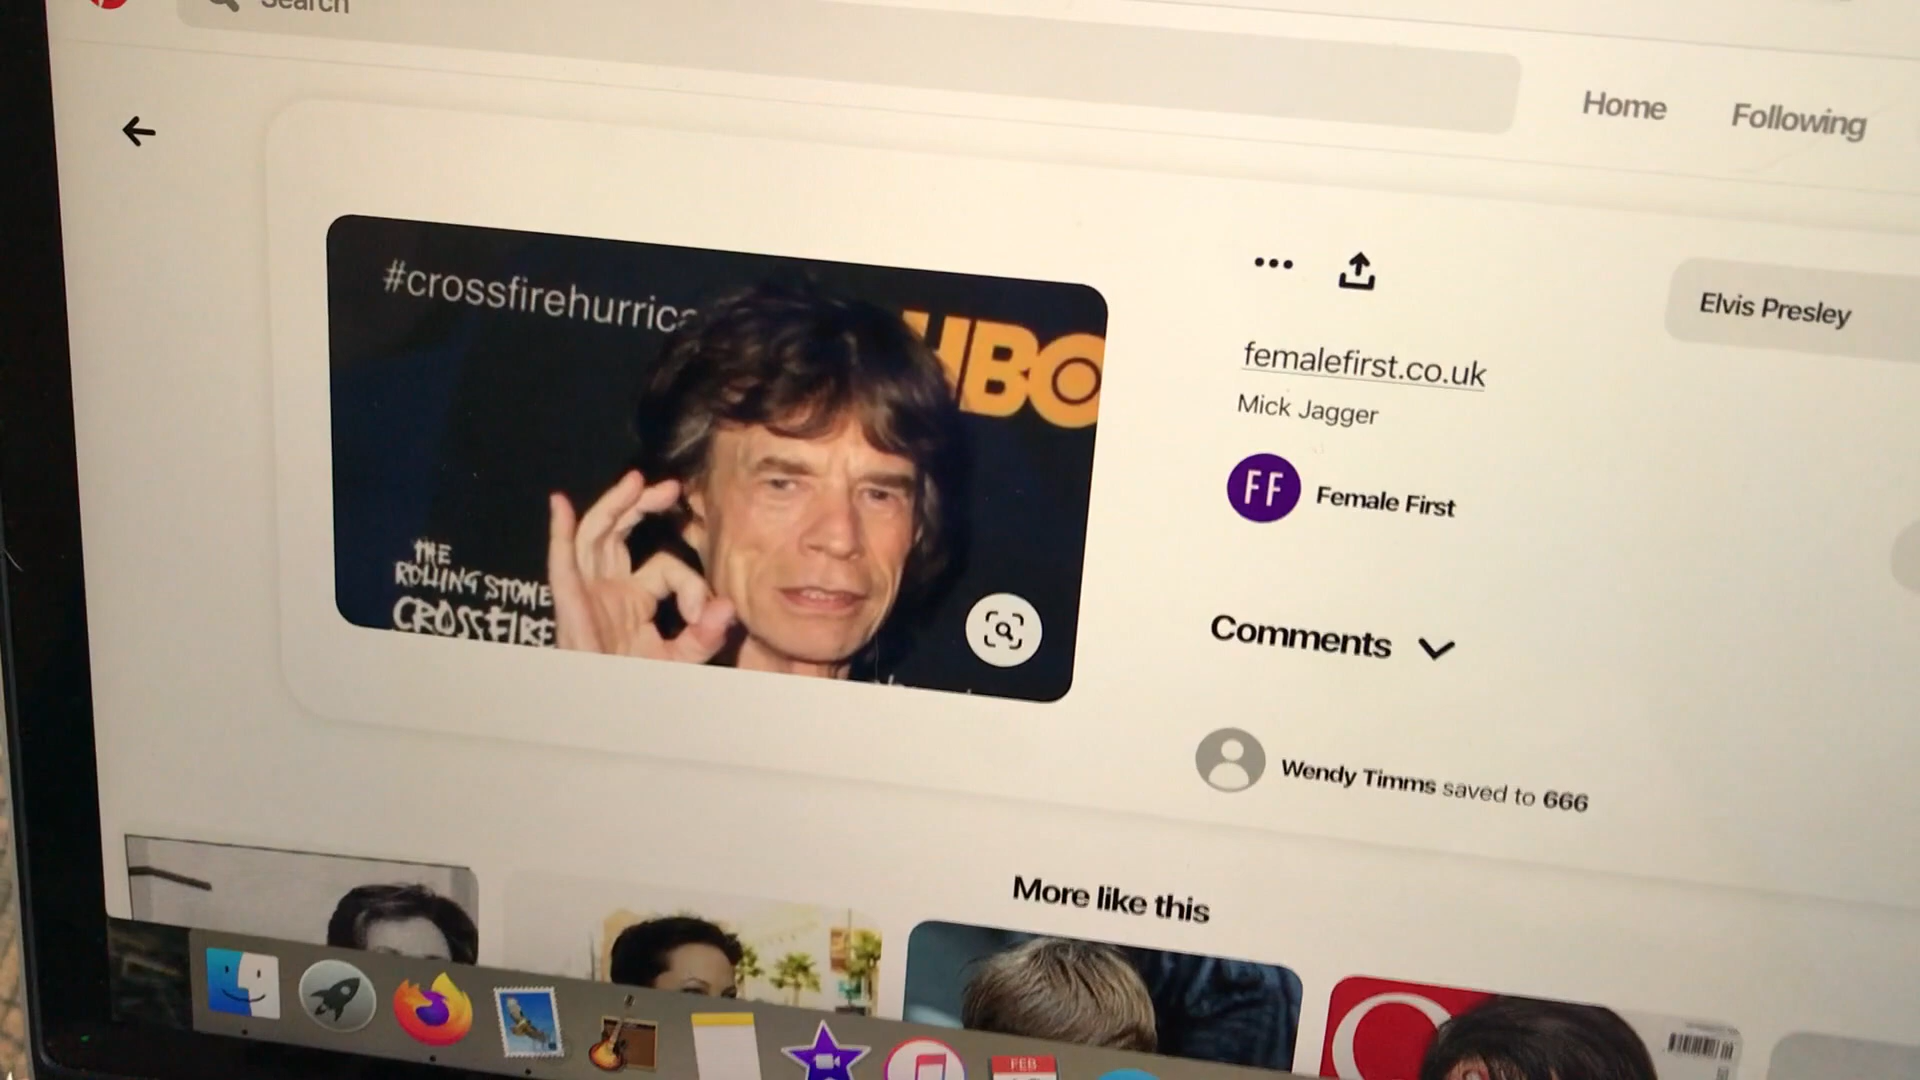 Search
Home
Following
#crossfirehurrica
HBO
THE
ROLLING STONE
CROSSFIRE
Elvis Presley
femalefirst.co.uk
Mick Jagger
FF
Female First
Comments
Wendy Timms saved to 666
More like this
FEB